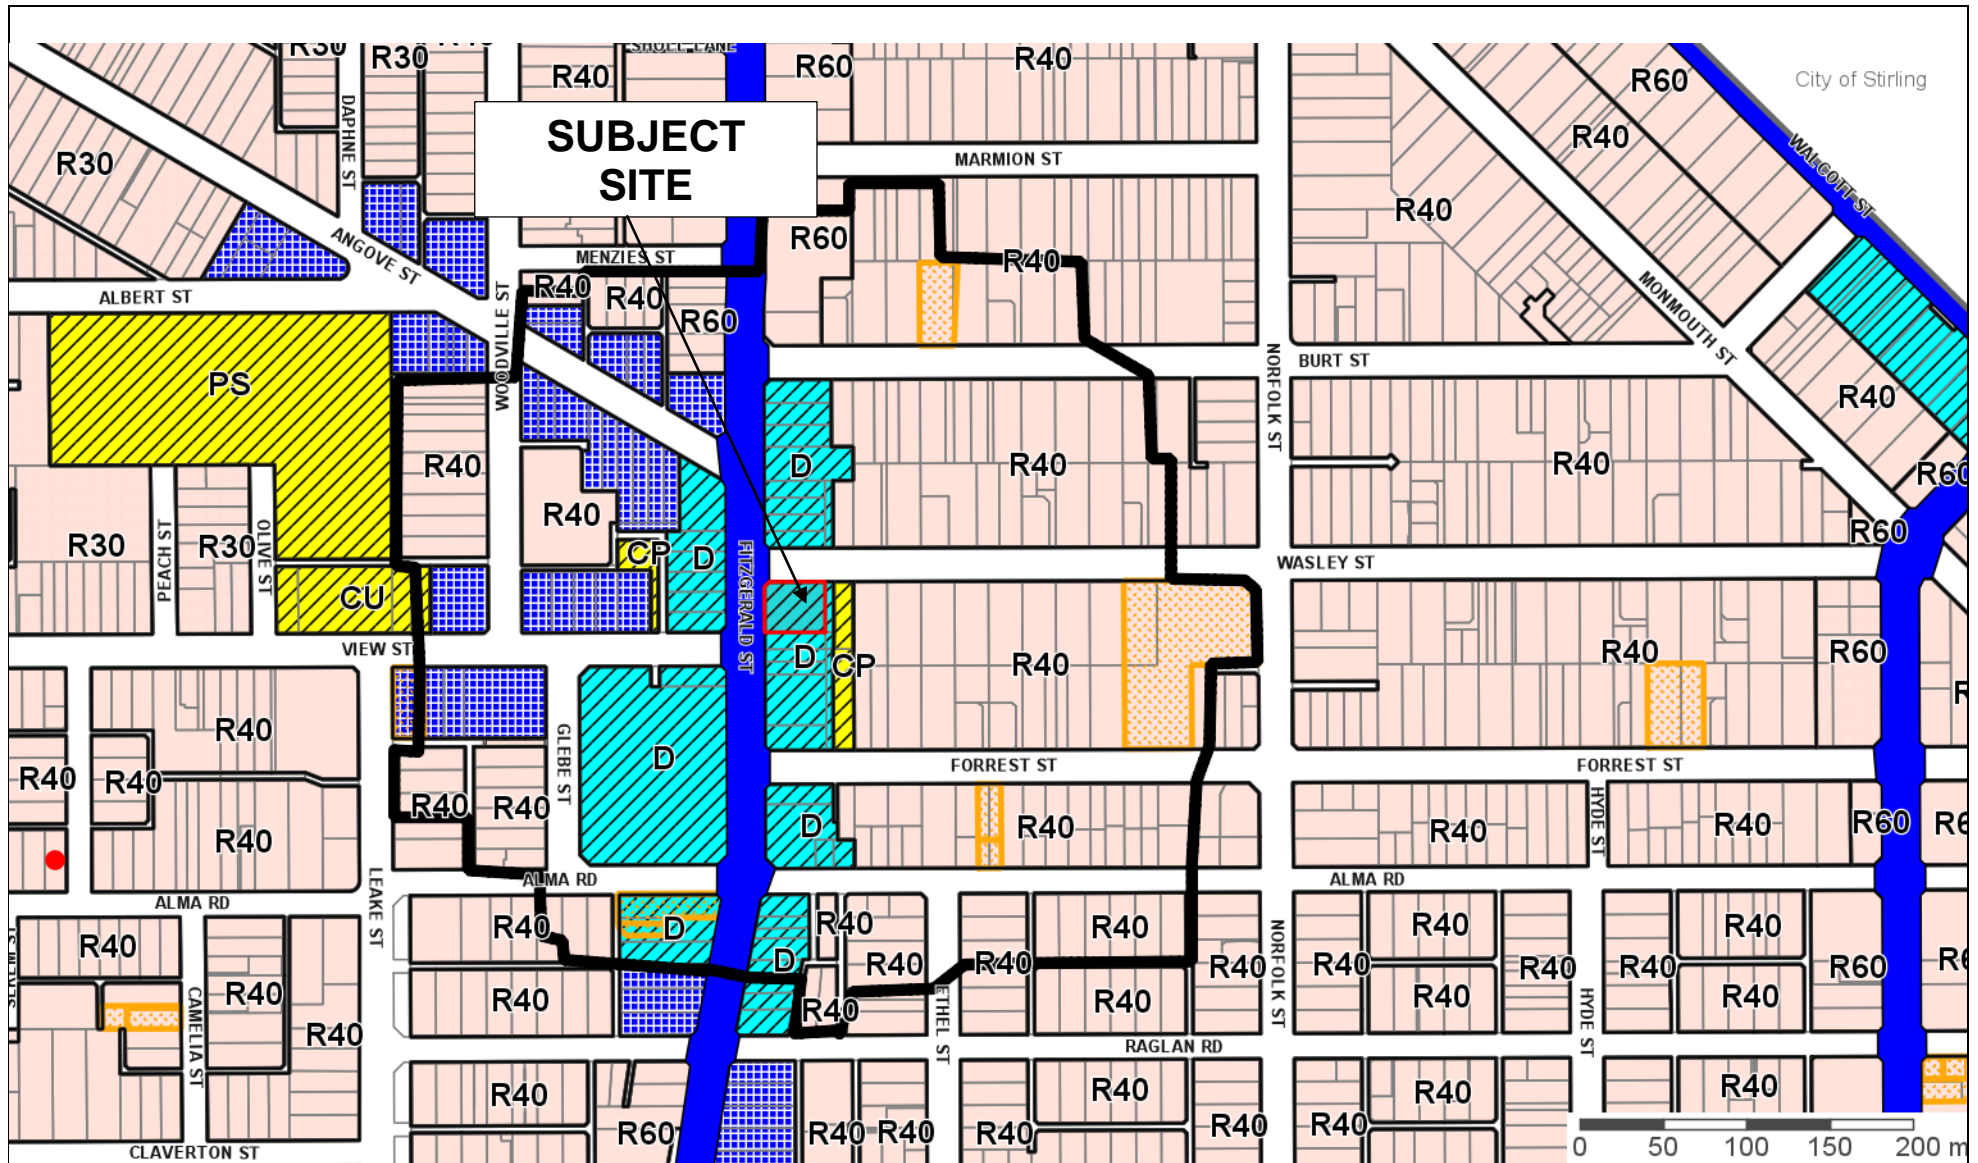 R30
R30
R40
R40
SHOEL LANE
R60
R40
R60
City of Stirling
SUBJECT
SITE
R40
DAPHNE ST
MARMION ST
WALCOTT ST
R30
R40
ANGOVE ST
R60
MENZIES ST
R40
ALBERT ST
WOODVILLE ST
R40
R40
R60
MONMOUTH ST
NORFOLK ST
BURT ST
PS
R40
R40
D
R40
R40
R60
R40
R30
PEACH ST
R30
OLIVE ST
CP
D
FITZGERALD ST
WASLEY ST
R60
CU
VIEW ST
D
CP
R40
R40
R60
R40
GLEBE ST
D
FORREST ST
FORREST ST
R40
R40
R40
R40
D
R40
R40
HYDE ST
R40
R60
R40
LEAKE ST
ALMA RD
ALMA RD
ALMA RD
R40
R40
D
R40
R40
R40
R40
D
R40
R40
R40
R40
R40
R40
R60
R40
CAMELIA ST
R40
R40
ETHEL ST
R40
NORFOLK ST
R40
HYDE ST
R40
R40
RAGLAN RD
R40
R40
R40
R40
R60
R40
R40
R40
R40
R40
CLAVERTON ST
0 50 100 150 200 m